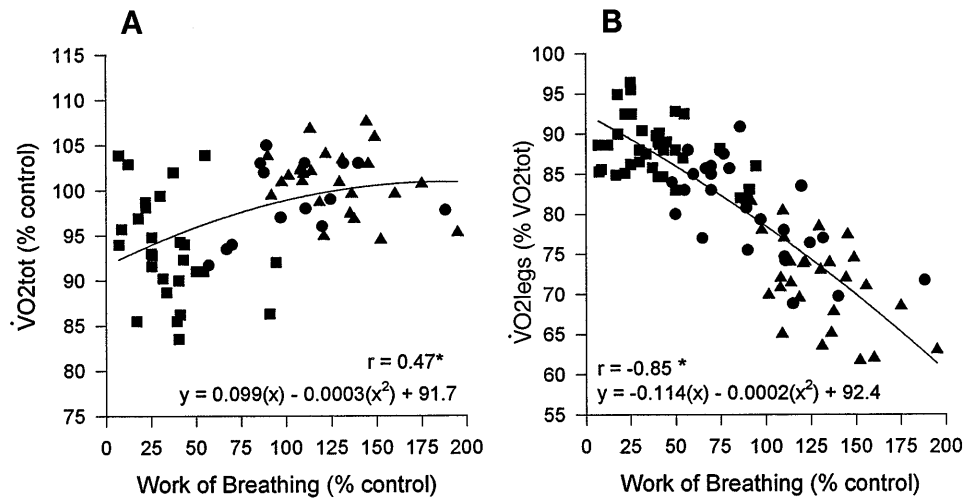 A
115
110
105
100
95
90
85
80
75
V̇O2tot (% control)
r = 0.47*
y = 0.099(x) - 0.0003(x²) + 91.7
0 25 50 75 100 125 150 175 200
Work of Breathing (% control)
B
100
95
90
85
80
75
70
65
60
55
V̇O2legs (% VO2tot)
r = -0.85 *
y = -0.114(x) - 0.0002(x²) + 92.4
0 25 50 75 100 125 150 175 200
Work of Breathing (% control)